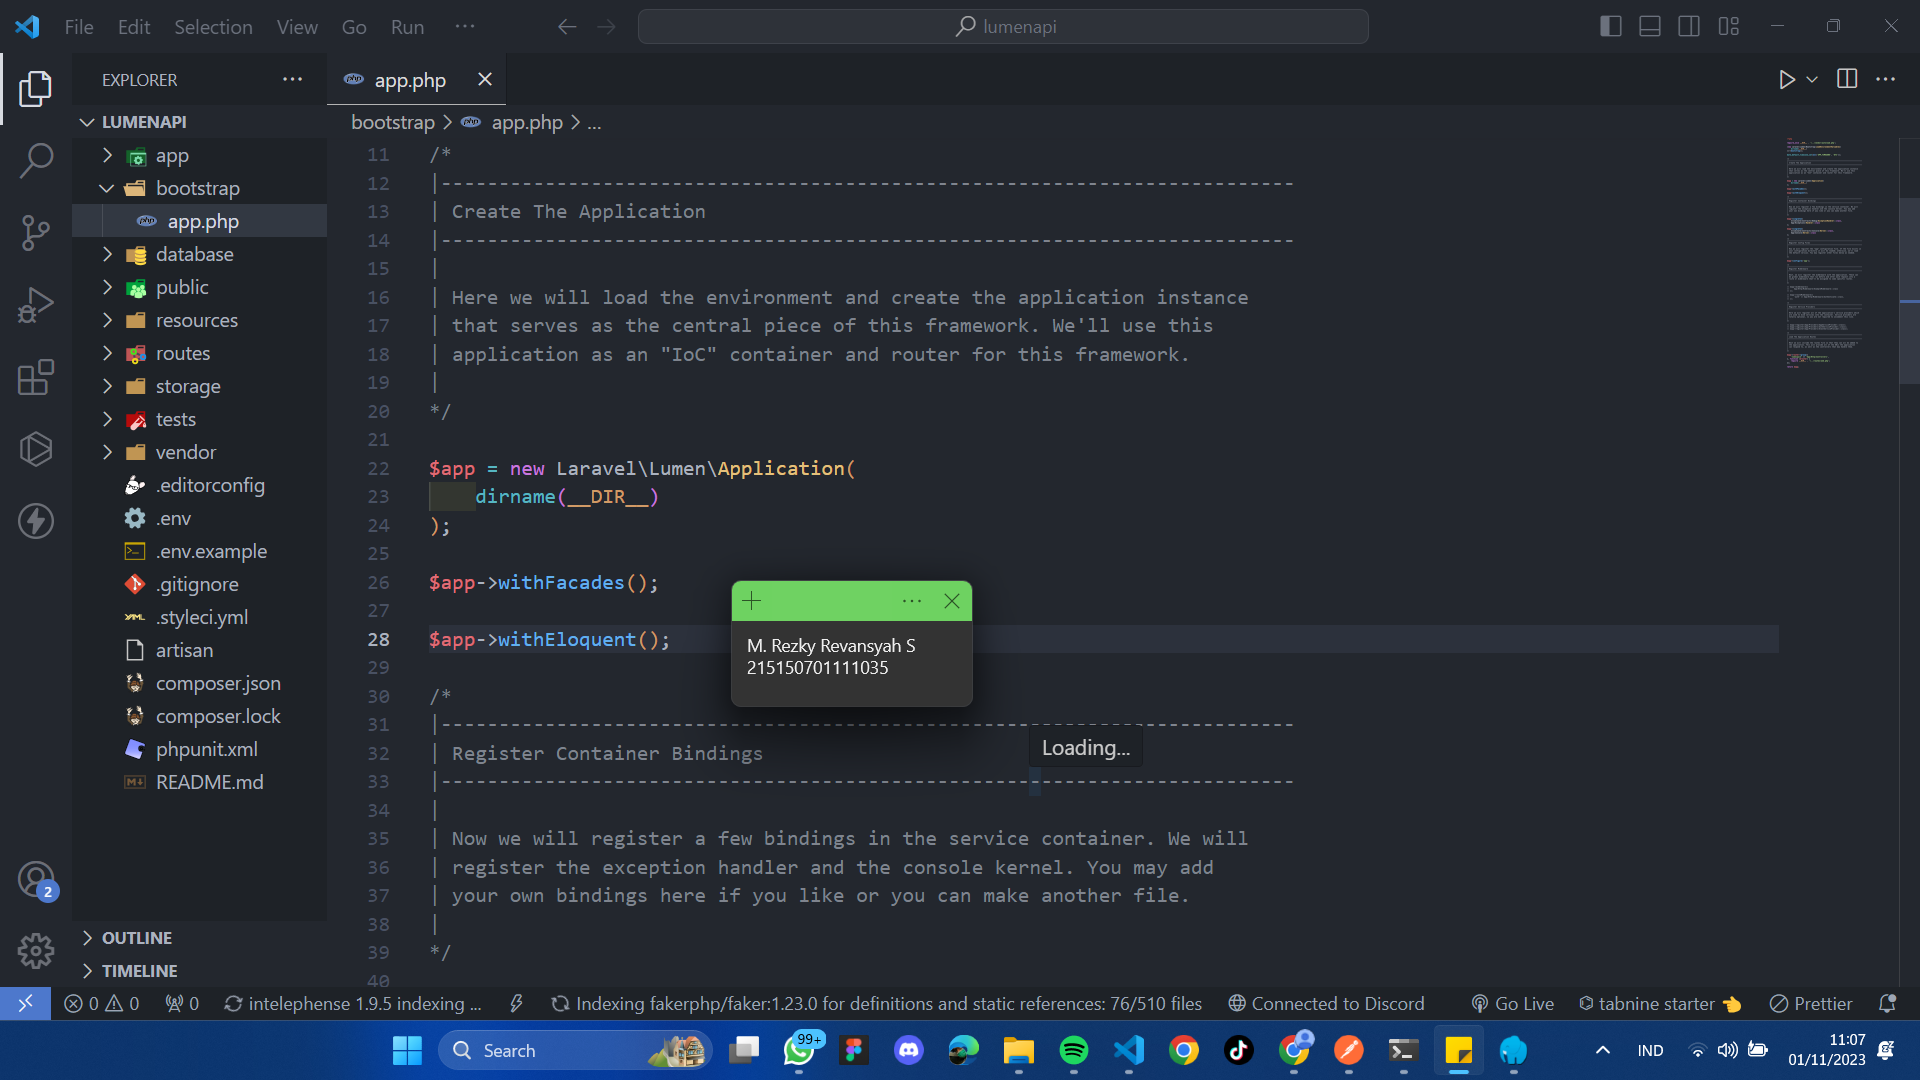 File Edit Selection View Go Run ···
lumenapi
EXPLORER
app.php
LUMENAPI
bootstrap > app.php > ...
app
bootstrap
app.php
database
public
resources
routes
storage
tests
vendor
.editorconfig
.env
.env.example
.gitignore
.styleci.yml
artisan
composer.json
composer.lock
phpunit.xml
README.md
OUTLINE
TIMELINE
2
11 /*
12 |--------------------------------------------------------------------------
13 | Create The Application
14 |--------------------------------------------------------------------------
15 |
16 | Here we will load the environment and create the application instance
17 | that serves as the central piece of this framework. We'll use this
18 | application as an "IoC" container and router for this framework.
19 |
20 */
21
22 $app = new Laravel\Lumen\Application(
23 dirname(__DIR__)
24 );
25
26 $app->withFacades();
27
28 $app->withEloquent();
29
30 /*
31 |--------------------------------------------------------------------------
32 | Register Container Bindings
33 |--------------------------------------------------------------------------
34 |
35 | Now we will register a few bindings in the service container. We will
36 | register the exception handler and the console kernel. You may add
37 | your own bindings here if you like or you can make another file.
38 |
39 */
40
M. Rezky Revansyah S
215150701111035
Loading...
0 0 0 intelephense 1.9.5 indexing ... Indexing fakerphp/faker:1.23.0 for definitions and static references: 76/510 files Connected to Discord Go Live tabnine starter Prettier
Search
99+
IND
11:07
01/11/2023